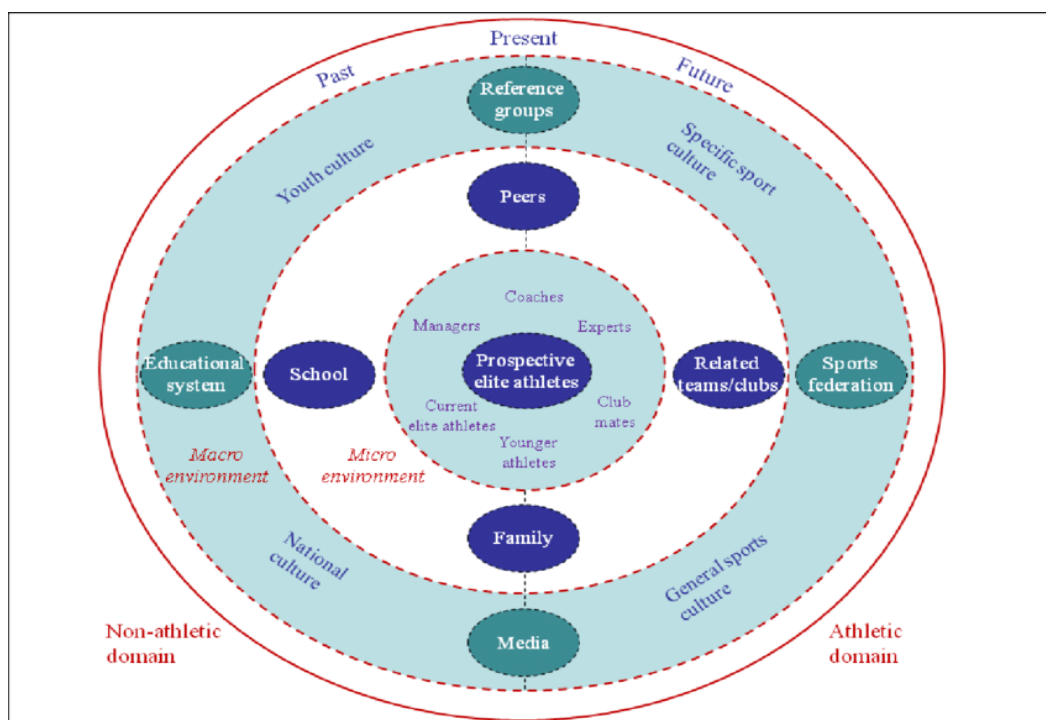 Present
Past
Future
Reference
groups
Youth culture
Specific sport
culture
Peers
Coaches
Managers
Experts
Educational
system
School
Prospective
elite athletes
Related
teams/clubs
Sports
federation
Current
elite athletes
Club
mates
Younger
athletes
Macro
environment
Micro
environment
Family
National
culture
General sports
culture
Media
Non-athletic
domain
Athletic
domain